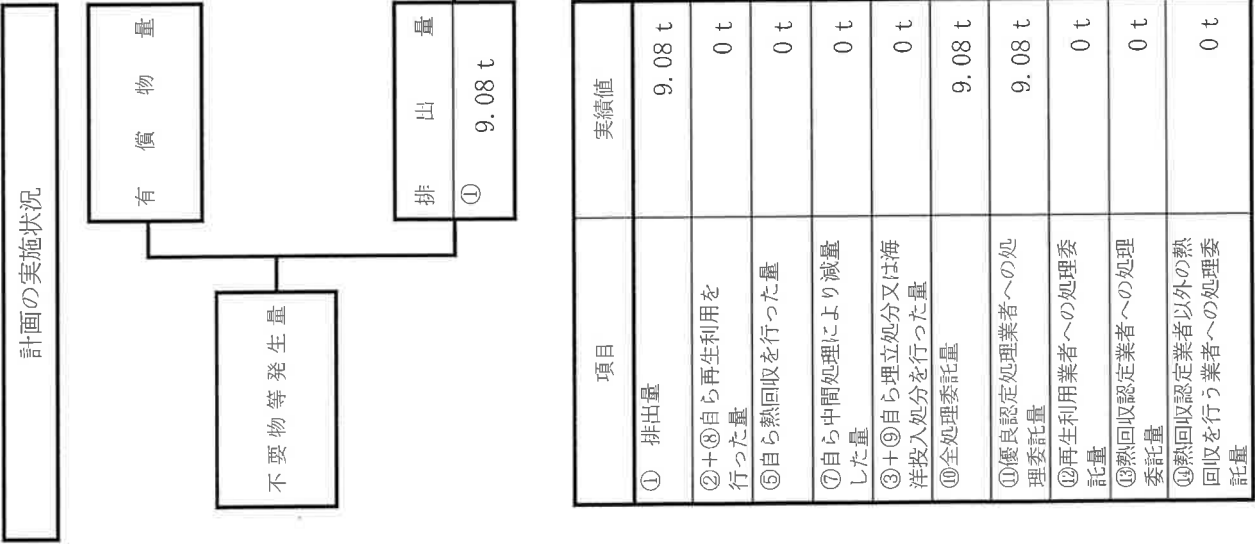 計画の実施状況
有償物量
不要物等発生量
排出量
①
9.08 t
項目 実績値
① 排出量 9.08 t
②+⑧自ら再生利用を
行った量 0 t
⑤自ら熱回収を行った量 0 t
⑦自ら中間処理により減量
した量 0 t
③+⑨自ら埋立処分又は海
洋投入処分を行った量 0 t
⑩全処理委託量 9.08 t
⑪優良認定処理業者への処
理委託量 9.08 t
⑫再生利用業者への処理委
託量 0 t
⑬熱回収認定業者への処理
委託量 0 t
⑭熱回収認定業者以外の熱
回収を行う業者への処理委
託量 0 t